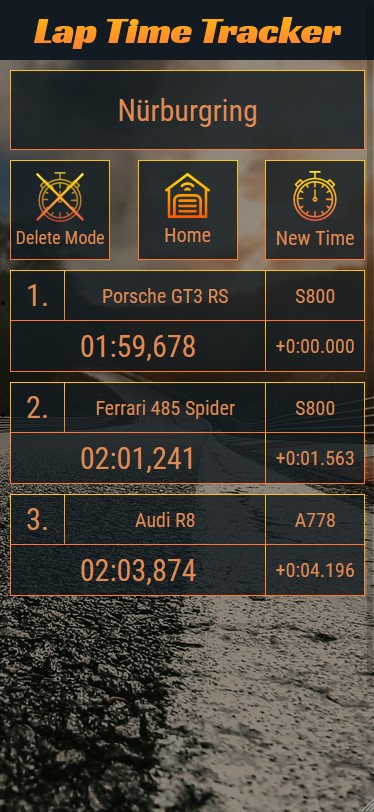 Lap Time Tracker
Nürburgring
Delete Mode
Home
New Time
1. Porsche GT3 RS S800
01:59,678 +0:00.000
2. Ferrari 485 Spider S800
02:01,241 +0:01.563
3. Audi R8 A778
02:03,874 +0:04.196